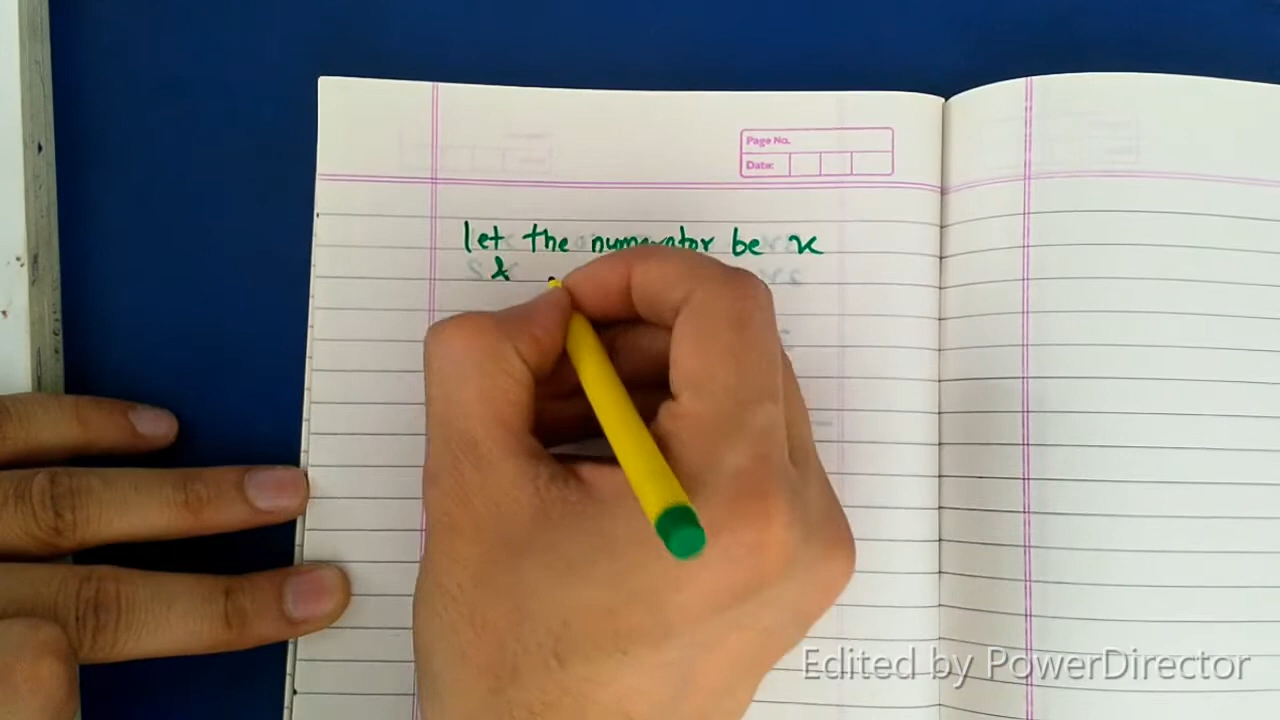 Page No.
Date:
let the numerator be x
&
Edited by PowerDirector